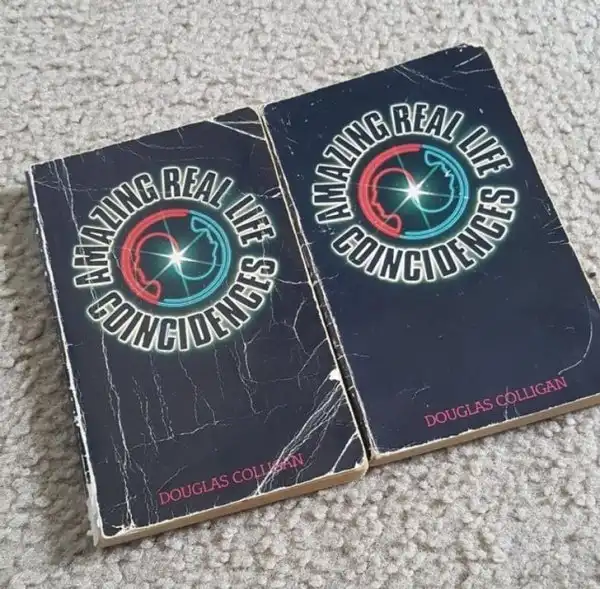 AMAZING REAL LIFE
COINCIDENCES
DOUGLAS COLLIGAN
AMAZING REAL LIFE
COINCIDENCES
DOUGLAS COLLIGAN